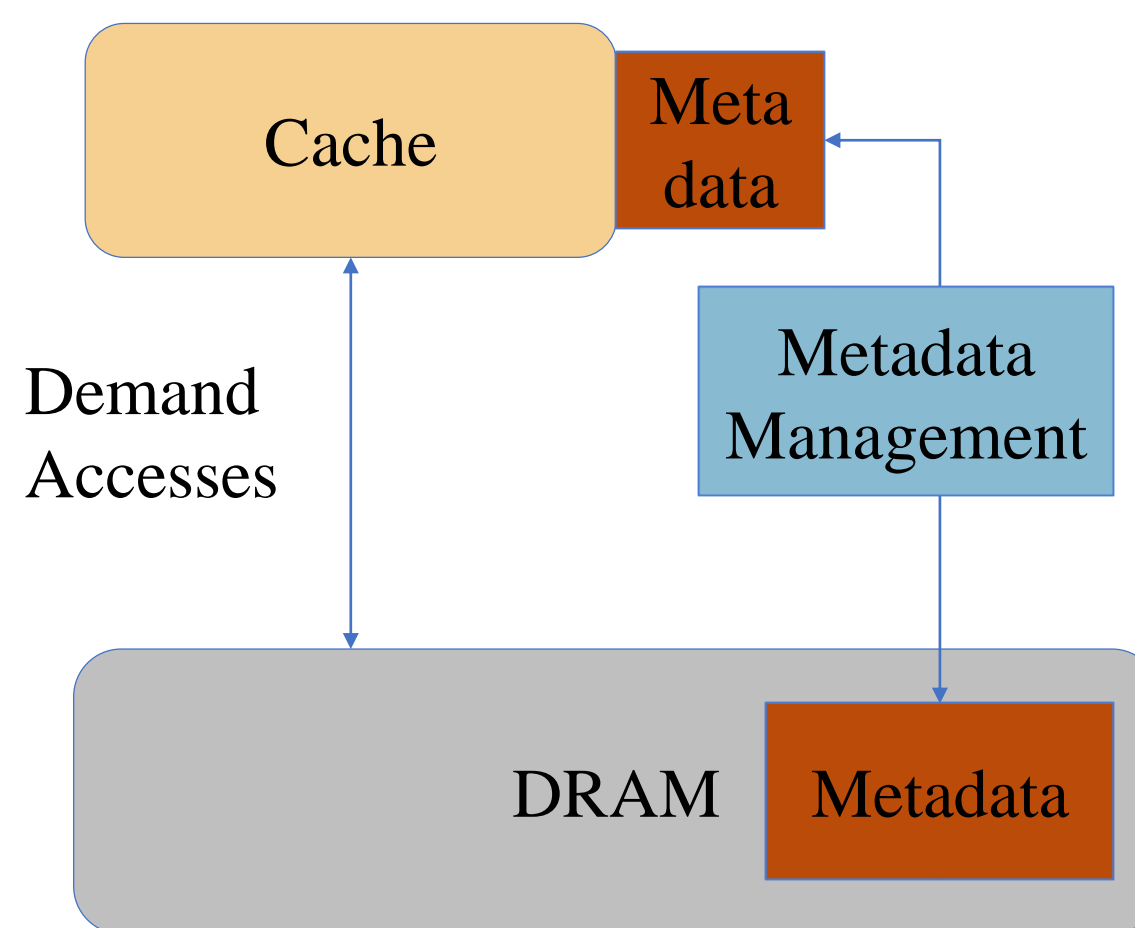 Cache
Meta
data
Demand
Accesses
Metadata
Management
DRAM
Metadata